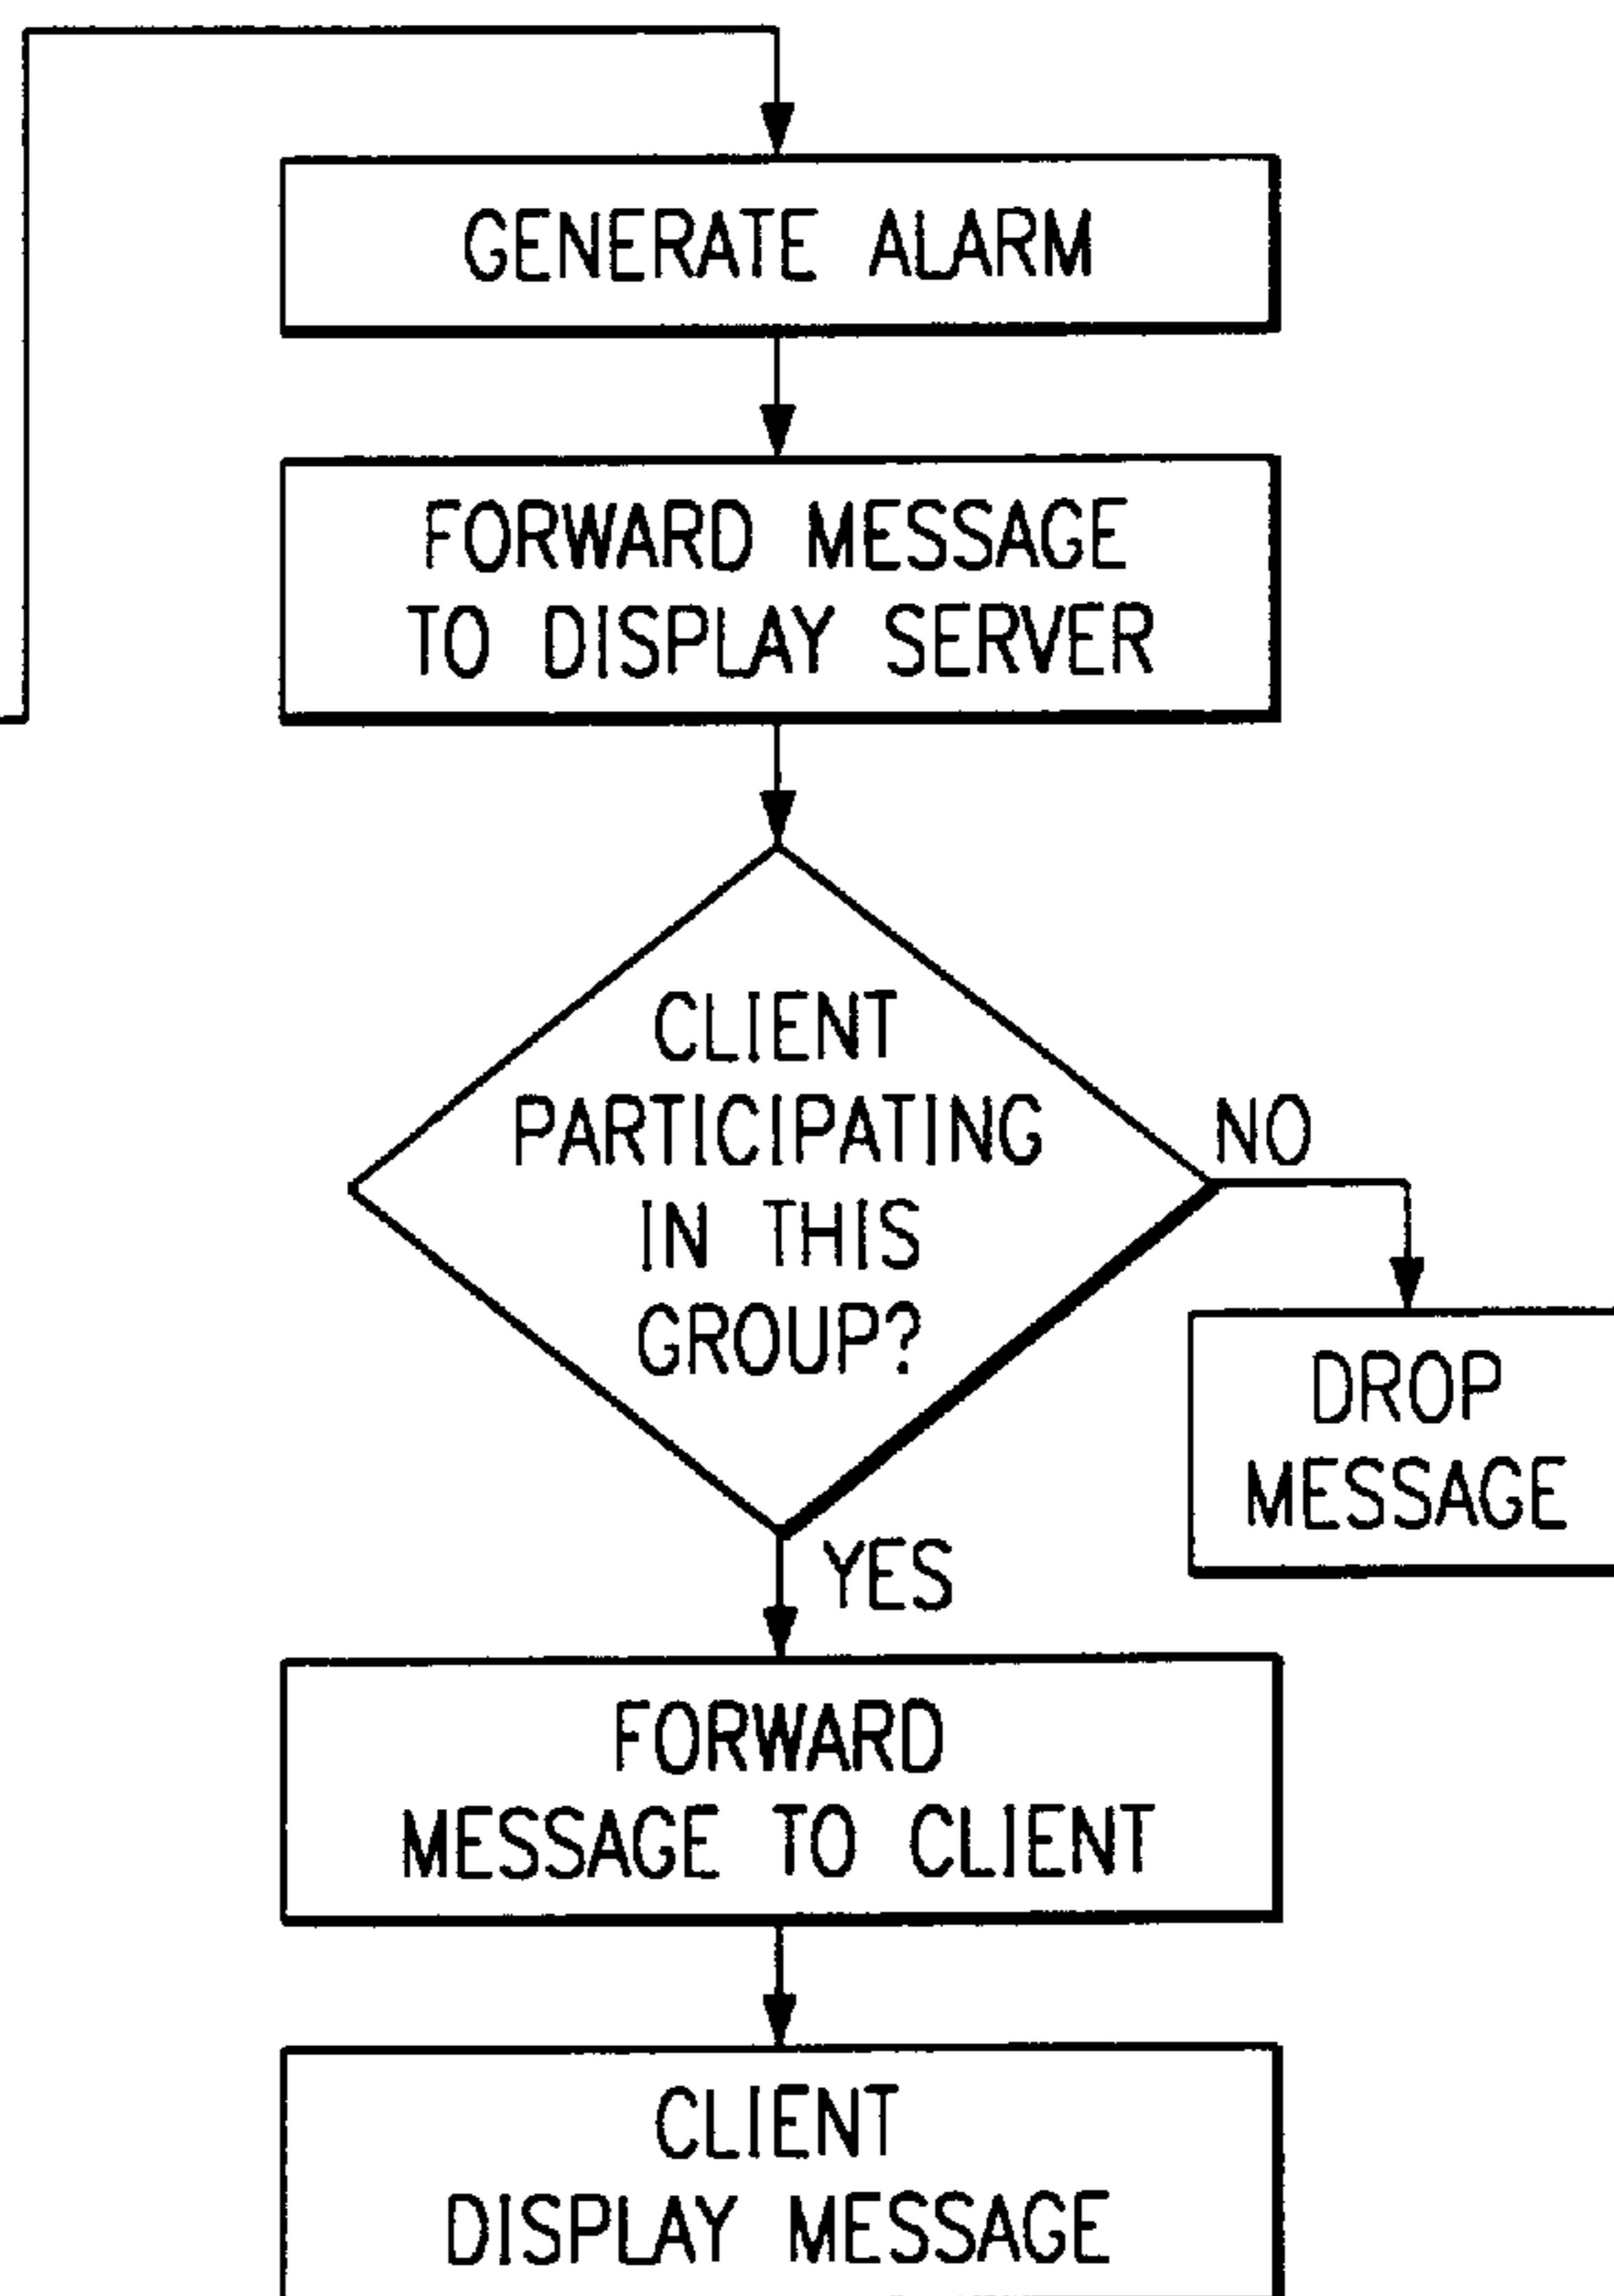 GENERATE ALARM
FORWARD MESSAGE
TO DISPLAY SERVER
CLIENT
PARTICIPATING
IN THIS
GROUP?
NO
DROP
MESSAGE
YES
FORWARD
MESSAGE TO CLIENT
CLIENT
DISPLAY MESSAGE